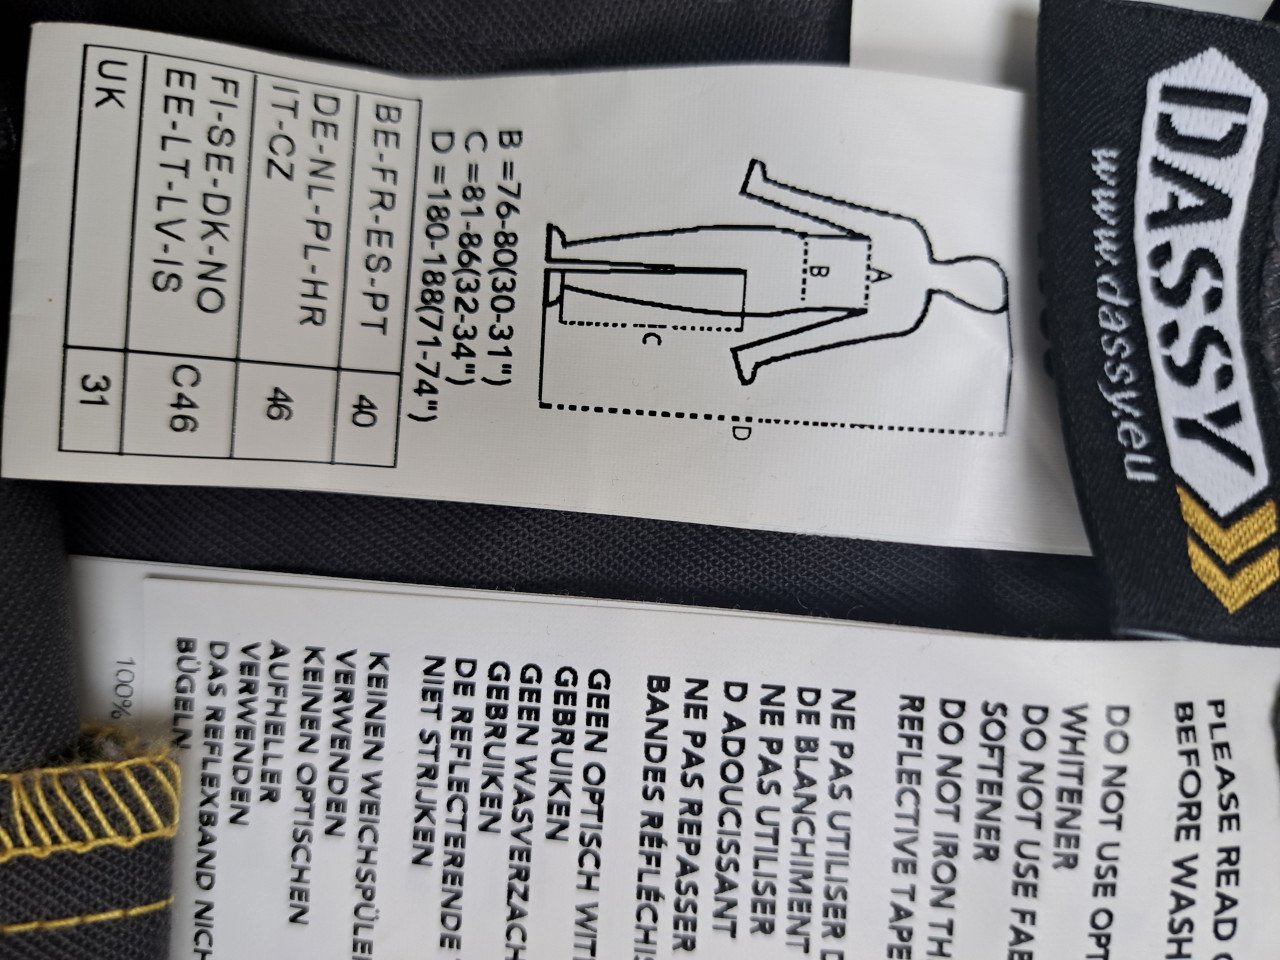 DASSY
www.dassy.eu
A
B
C
D
B =76-80(30-31")
C =81-86(32-34")
D =180-188(71-74")
BE-FR-ES-PT 40
DE-NL-PL-HR
IT-CZ 46
FI-SE-DK-NO
EE-LT-LV-IS C46
UK 31
PLEASE READ
BEFORE WASH
DO NOT USE OPT
WHITENER
DO NOT USE FAB
SOFTENER
DO NOT IRON TH
REFLECTIVE TAPE
NE PAS UTILISER D
DE BLANCHIMENT
NE PAS UTILISER
D ADOUCISSANT
NE PAS REPASSER
BANDES RÉFLÉCHIS
GEEN OPTISCH WIT
GEBRUIKEN
GEEN WASVERZACH
GEBRUIKEN
DE REFLECTERENDE
NIET STRIJKEN
KEINEN WEICHSPÜLE
VERWENDEN
KEINEN OPTISCHEN
AUFHELLER
VERWENDEN
DAS REFLEXBAND NICH
BÜGELN
100%